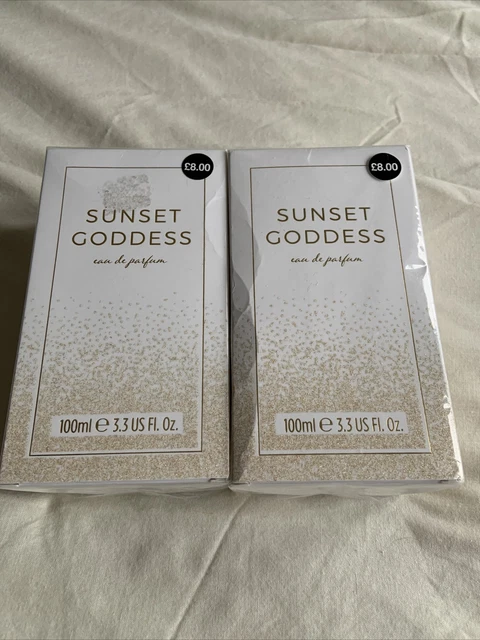 £8.00
SUNSET
GODDESS
eau de parfum
100ml ℮ 3.3 US Fl. Oz.
£8.00
SUNSET
GODDESS
eau de parfum
100ml ℮ 3.3 US Fl. Oz.